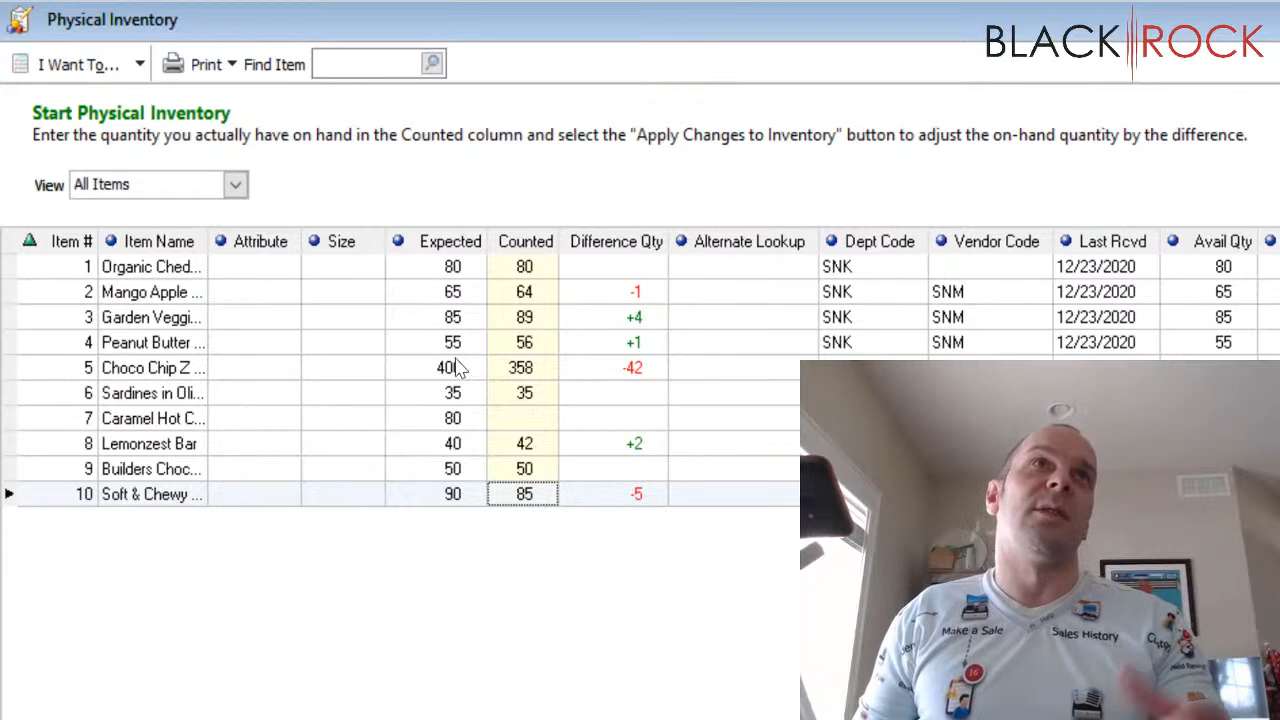 Physical Inventory
BLACK ROCK
I Want To... Print Find Item
Start Physical Inventory
Enter the quantity you actually have on hand in the Counted column and select the "Apply Changes to Inventory" button to adjust the on-hand quantity by the difference.
View All Items
Item # Item Name Attribute Size Expected Counted Difference Qty Alternate Lookup Dept Code Vendor Code Last Rcvd Avail Qty
1 Organic Ched... 80 80 SNK 12/23/2020 80
2 Mango Apple ... 65 64 -1 SNK SNM 12/23/2020 65
3 Garden Veggi... 85 89 +4 SNK SNM 12/23/2020 85
4 Peanut Butter ... 55 56 +1 SNK SNM 12/23/2020 55
5 Choco Chip Z ... 400 358 -42
6 Sardines in Oli... 35 35
7 Caramel Hot C... 80
8 Lemonzest Bar 40 42 +2
9 Builders Choc... 50 50
10 Soft & Chewy ... 90 85 -5
Make a Sale
Sales History
16